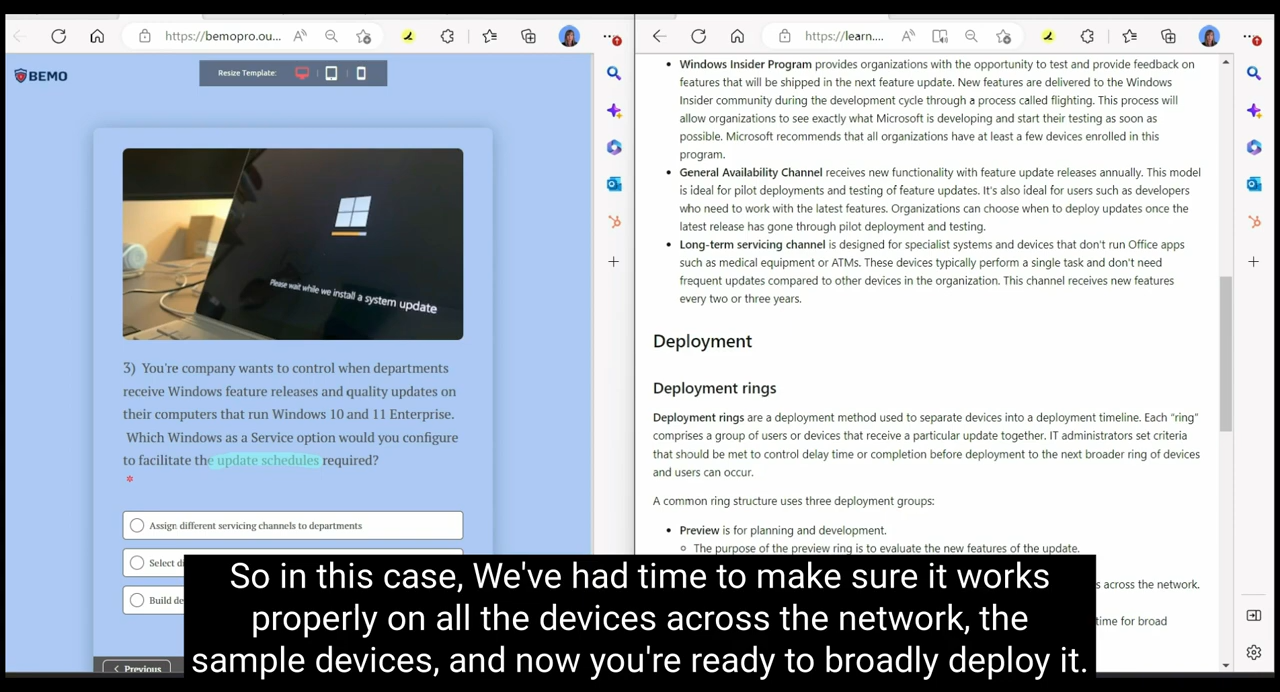 https://bemopro.ou...
https://learn....
BEMO
Resize Template:
Please wait while we install a system update
3) You're company wants to control when departments
receive Windows feature releases and quality updates on
their computers that run Windows 10 and 11 Enterprise.
Which Windows as a Service option would you configure
to facilitate the update schedules required?
*
Assign different servicing channels to departments
Select di
Build de
Previous
Windows Insider Program provides organizations with the opportunity to test and provide feedback on
features that will be shipped in the next feature update. New features are delivered to the Windows
Insider community during the development cycle through a process called flighting. This process will
allow organizations to see exactly what Microsoft is developing and start their testing as soon as
possible. Microsoft recommends that all organizations have at least a few devices enrolled in this
program.
General Availability Channel receives new functionality with feature update releases annually. This model
is ideal for pilot deployments and testing of feature updates. It's also ideal for users such as developers
who need to work with the latest features. Organizations can choose when to deploy updates once the
latest release has gone through pilot deployment and testing.
Long-term servicing channel is designed for specialist systems and devices that don't run Office apps
such as medical equipment or ATMs. These devices typically perform a single task and don't need
frequent updates compared to other devices in the organization. This channel receives new features
every two or three years.
Deployment
Deployment rings
Deployment rings are a deployment method used to separate devices into a deployment timeline. Each "ring"
comprises a group of users or devices that receive a particular update together. IT administrators set criteria
that should be met to control delay time or completion before deployment to the next broader ring of devices
and users can occur.
A common ring structure uses three deployment groups:
Preview is for planning and development.
The purpose of the preview ring is to evaluate the new features of the update.
s across the network.
time for broad
So in this case, We've had time to make sure it works
properly on all the devices across the network, the
sample devices, and now you're ready to broadly deploy it.